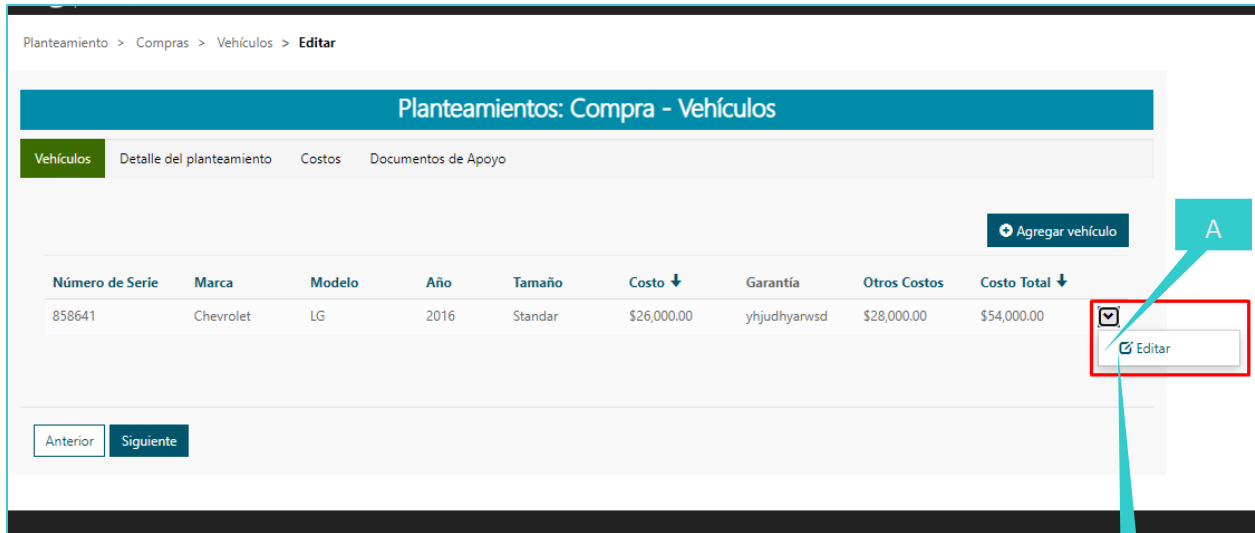 Planteamiento > Compras > Vehículos > Editar
Planteamientos: Compra - Vehículos
Vehículos Detalle del planteamiento Costos Documentos de Apoyo
Agregar vehículo
A
Número de Serie Marca Modelo Año Tamaño Costo Garantía Otros Costos Costo Total
858641 Chevrolet LG 2016 Standar $26,000.00 yhjudhyarwsd $28,000.00 $54,000.00
Editar
Anterior Siguiente